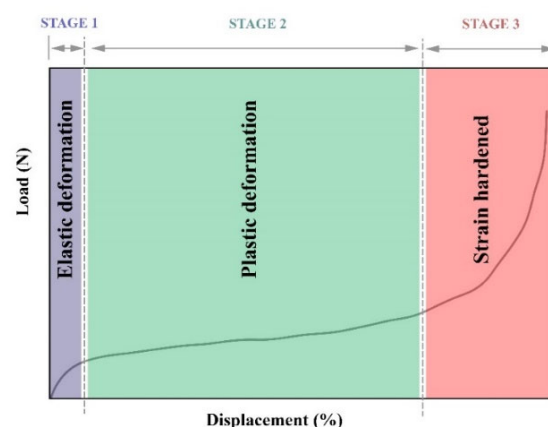 STAGE 1
STAGE 2
STAGE 3
Load (N)
Elastic deformation
Plastic deformation
Strain hardened
Displacement (%)